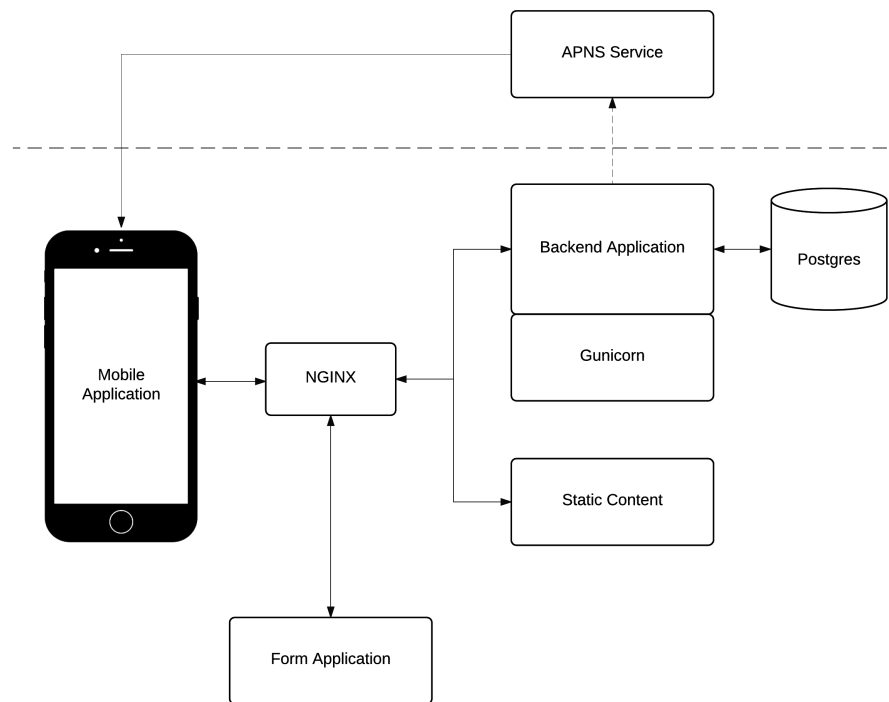 APNS Service
Backend Application
Postgres
Gunicorn
Mobile
Application
NGINX
Static Content
Form Application